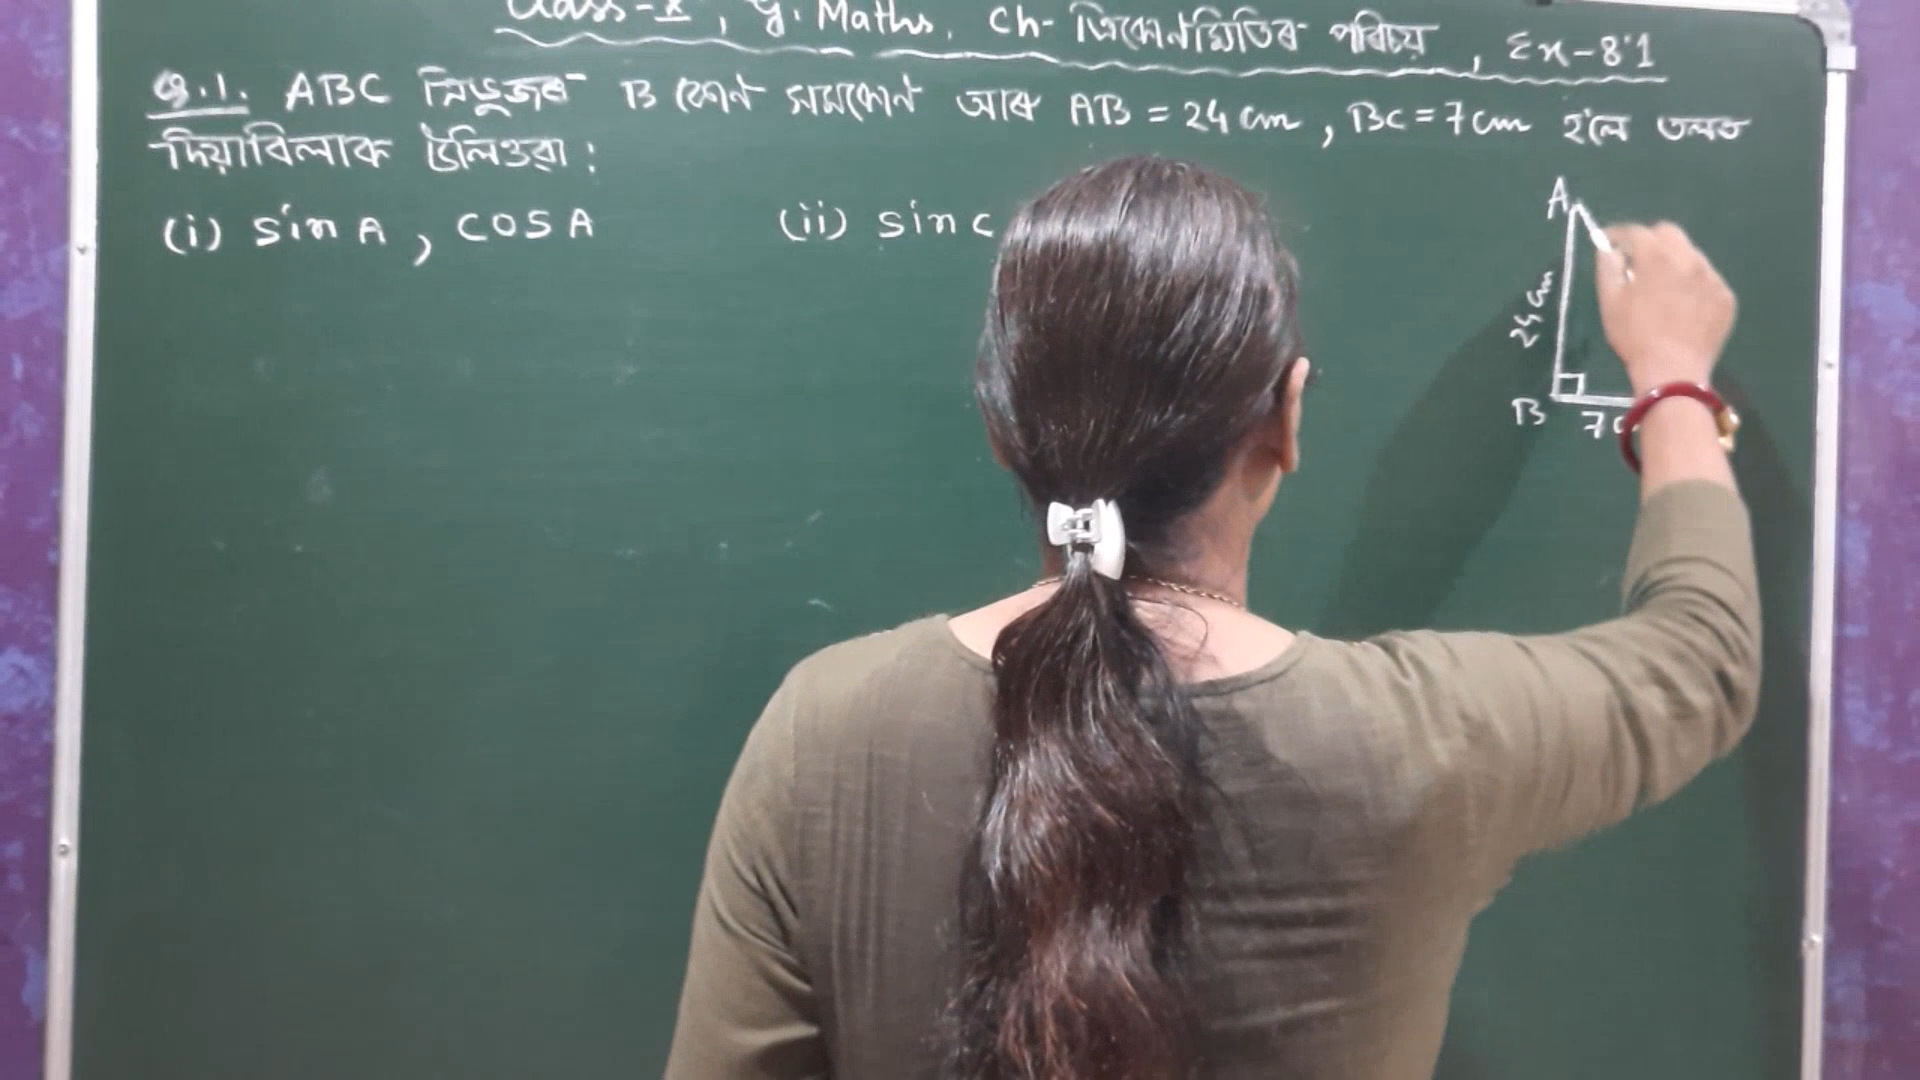 Class-X, G. Maths, Ch- ত্ৰিকোণমিতিৰ পৰিচয়, Ex-8.1
Q.1. ABC ত্ৰিভুজৰ B কোণ সমকোণ আৰু AB = 24 cm, BC = 7 cm হ'লে তলত
দিয়াবিলাক উলিওৱা :
(i) sin A, cos A (ii) sin C
A
24 cm
B
7 c